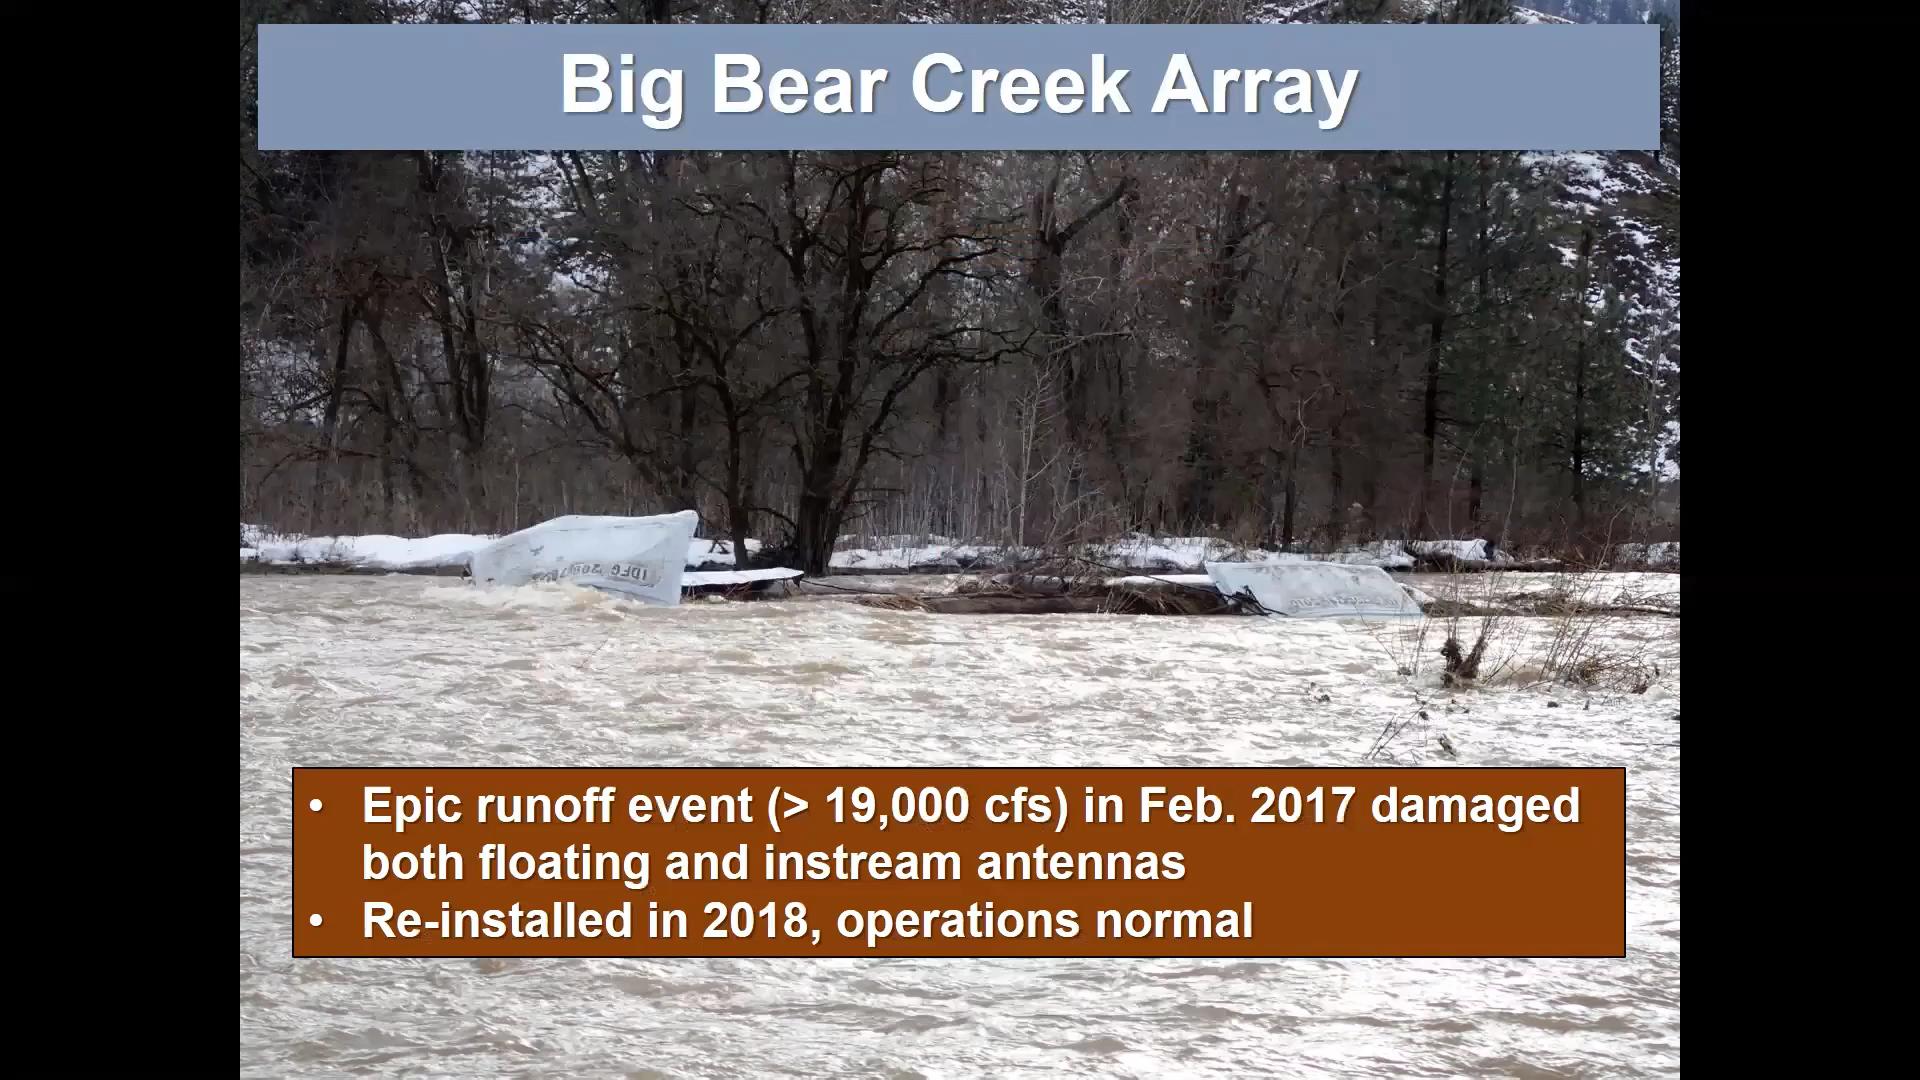 Big Bear Creek Array
• Epic runoff event (> 19,000 cfs) in Feb. 2017 damaged
both floating and instream antennas
• Re-installed in 2018, operations normal